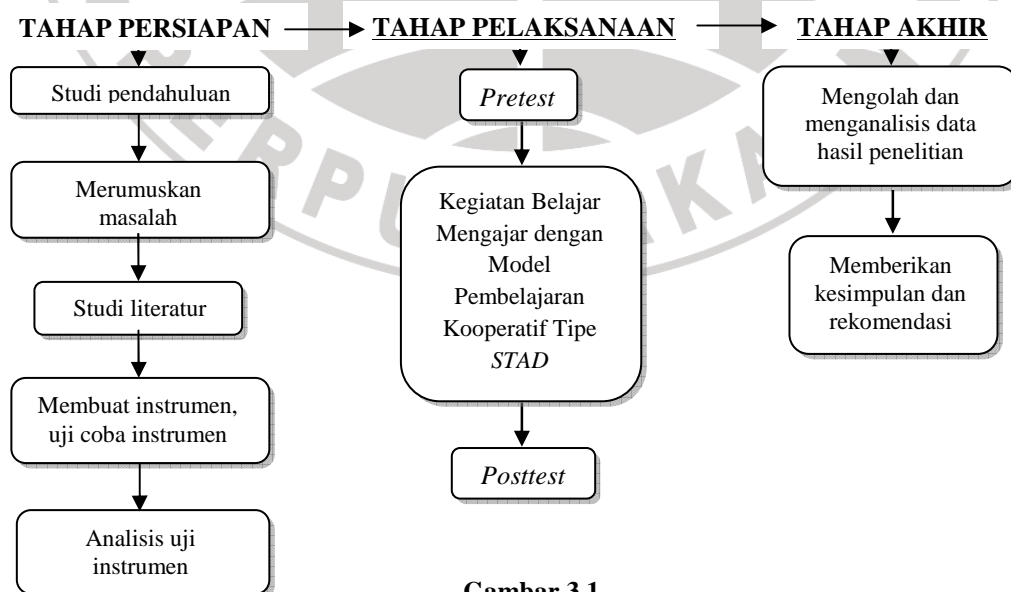 TAHAP PERSIAPAN
TAHAP PELAKSANAAN
TAHAP AKHIR
Studi pendahuluan
Merumuskan
masalah
Studi literatur
Membuat instrumen,
uji coba instrumen
Analisis uji
instrumen
Pretest
Kegiatan Belajar
Mengajar dengan
Model
Pembelajaran
Kooperatif Tipe
STAD
Posttest
Mengolah dan
menganalisis data
hasil penelitian
Memberikan
kesimpulan dan
rekomendasi
Gambar 3.1